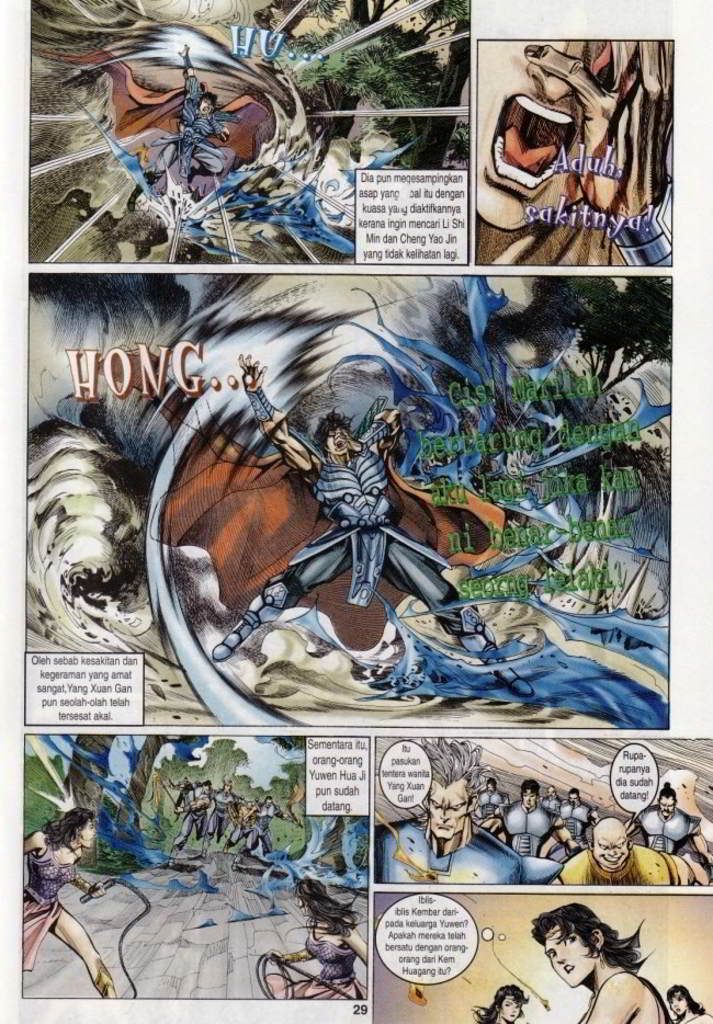 HU...
Dia pun megesampingkan
asap yang bal itu dengan
kuasa yang diaktifkannya
kerana ingin mencari Li Shi
Min dan Cheng Yao Jin
yang tidak kelihatan lagi.
Aduh,
sakitnya!
HONG...
Cis! Marilah
bertarung dengan
aku lagi jika kau
ni benar-benar
seorang lelaki!
Oleh sebab kesakitan dan
kegeraman yang amat
sangat,Yang Xuan Gan
pun seolah-olah telah
tersesat akal.
Sementara itu,
orang-orang
Yuwen Hua Ji
pun sudah
datang.
Itu
pasukan
tentera wanita
Yang Xuan
Gan!
Rupa-
rupanya
dia sudah
datang!
Iblis-
iblis Kembar dari-
pada keluarga Yuwen?
Apakah mereka telah
bersatu dengan orang-
orang dari Kem
Huagang itu?
29